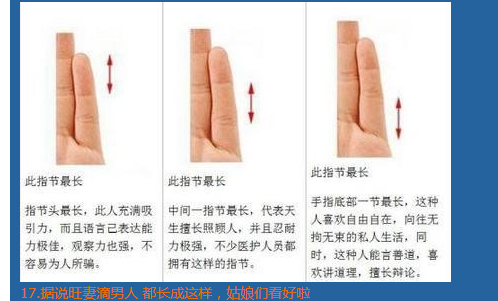 此指节最长
指节头最长，此人充满吸
引力，而且语言己表达能
力极佳，观察力也强，不
容易为人所骗。
此指节最长
中间一指节最长，代表天
生擅长照顾人，并且忍耐
力极强，不少医护人员都
拥有这样的指节。
此指节最长
手指底部一节最长，这种
人喜欢自由自在，向往无
拘无束的私人生活，同
时，这种人能言善道，喜
欢讲道理，擅长辩论。
17.据说旺妻滴男人 都长成这样，姑娘们看好啦